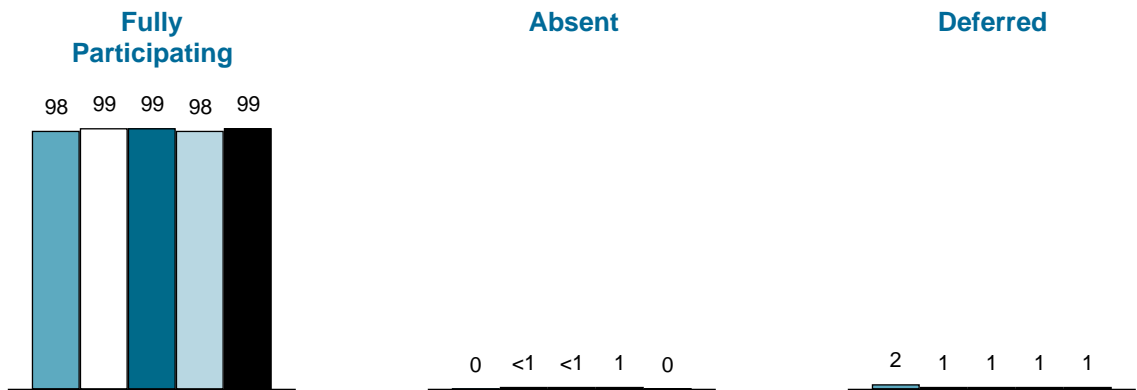 Fully
Participating
Absent
Deferred
98 99 99 98 99
0 <1 <1 1 0
2 1 1 1 1